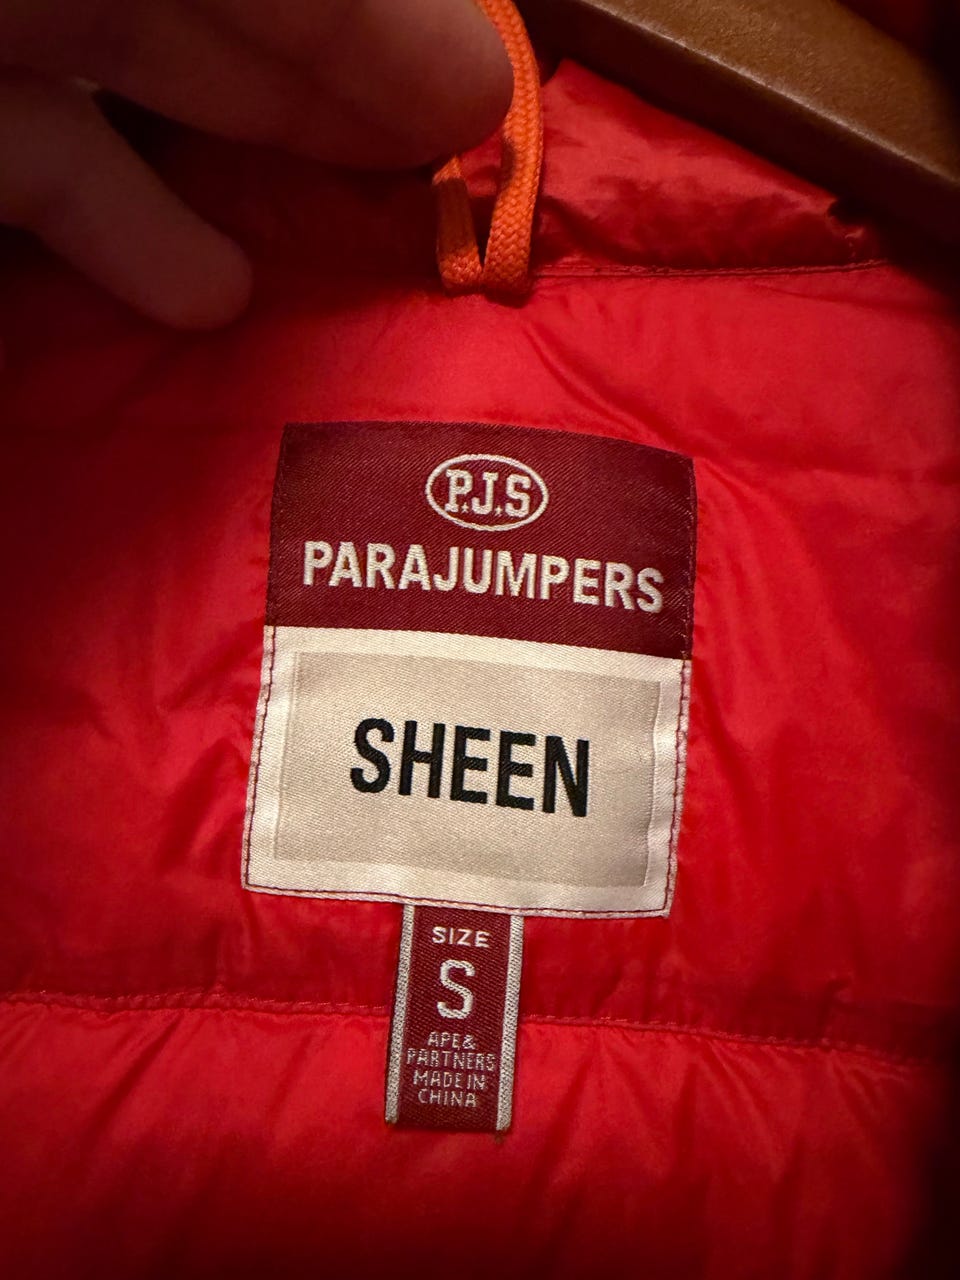 P.J.S
PARAJUMPERS
SHEEN
SIZE
S
APE&
PARTNERS
MADE IN
CHINA